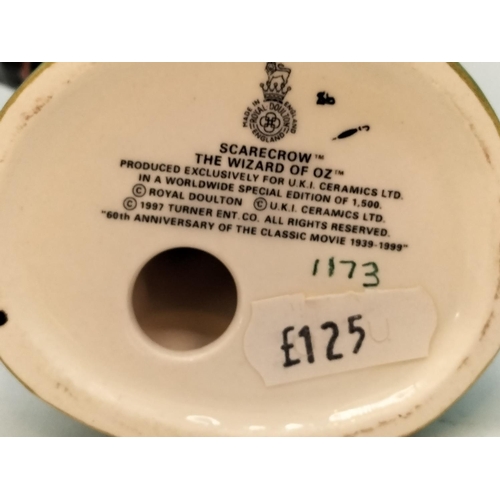 MADE IN ENGLAND
ROYAL DOULTON
ENGLAND
SCARECROW™
THE WIZARD OF OZ™
PRODUCED EXCLUSIVELY FOR U.K.I. CERAMICS LTD.
IN A WORLDWIDE SPECIAL EDITION OF 1,500.
© ROYAL DOULTON © U.K.I. CERAMICS LTD.
© 1997 TURNER ENT. CO. ALL RIGHTS RESERVED.
"60th ANNIVERSARY OF THE CLASSIC MOVIE 1939-1999"
1173
£125